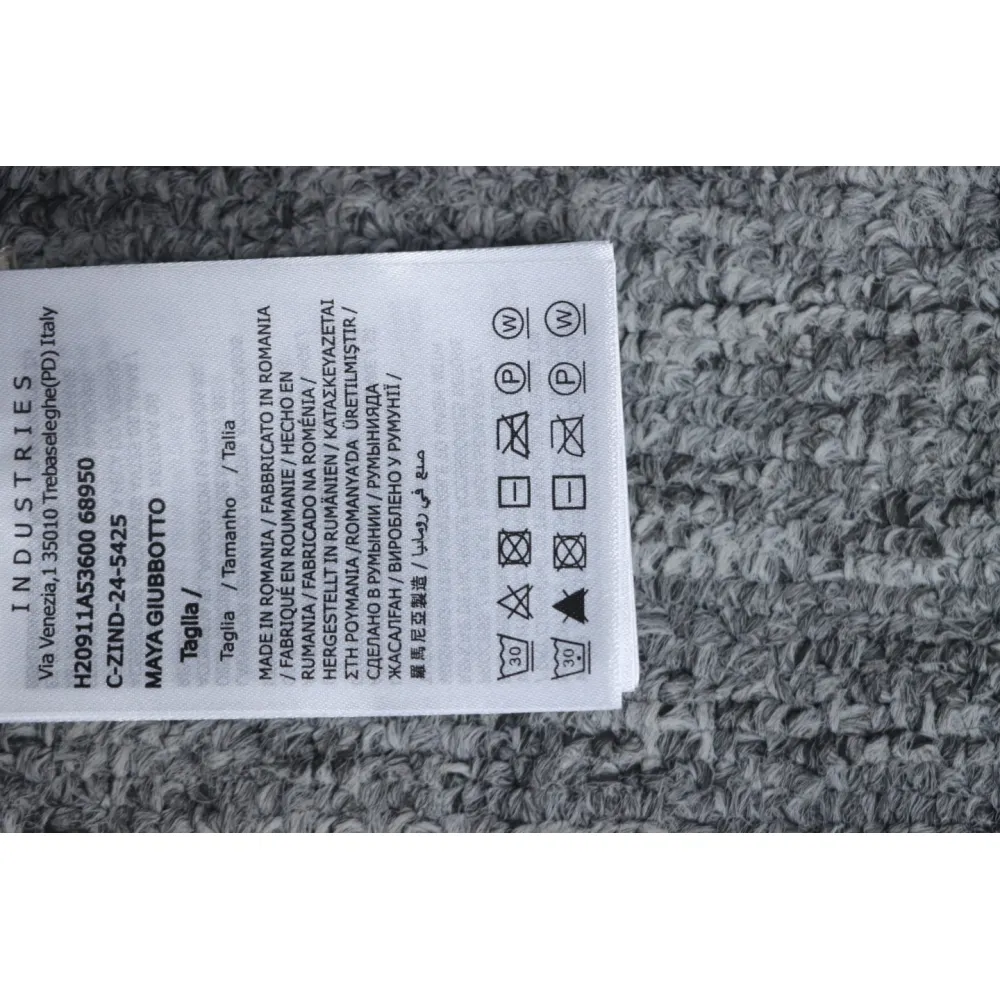 INDUSTRIES
Via Venezia,1 35010 Trebaseleghe(PD) Italy
H20911A53600 68950
C-ZIND-24-5425
MAYA GIUBBOTTO
Taglia /
Taglia / Tamanho / Talia
MADE IN ROMANIA / FABBRICATO IN ROMANIA
/ FABRIQUÉ EN ROUMANIE / HECHO EN
RUMANIA / FABRICADO NA ROMÉNIA /
HERGESTELLT IN RUMÄNIEN / ΚΑΤΑΣΚΕΥΑΖΕΤΑΙ
ΣΤΗ ΡΟΥΜΑΝΙΑ /ROMANYA'DA ÜRETILMIŞTIR /
СДЕЛАНО В РУМЫНИИ / РУМЫНИЯДА
ЖАСАЛҒАН / ВИРОБЛЕНО У РУМУНІЇ /
羅馬尼亞製造 / صنع في رومانيا
30 P W
30 P W